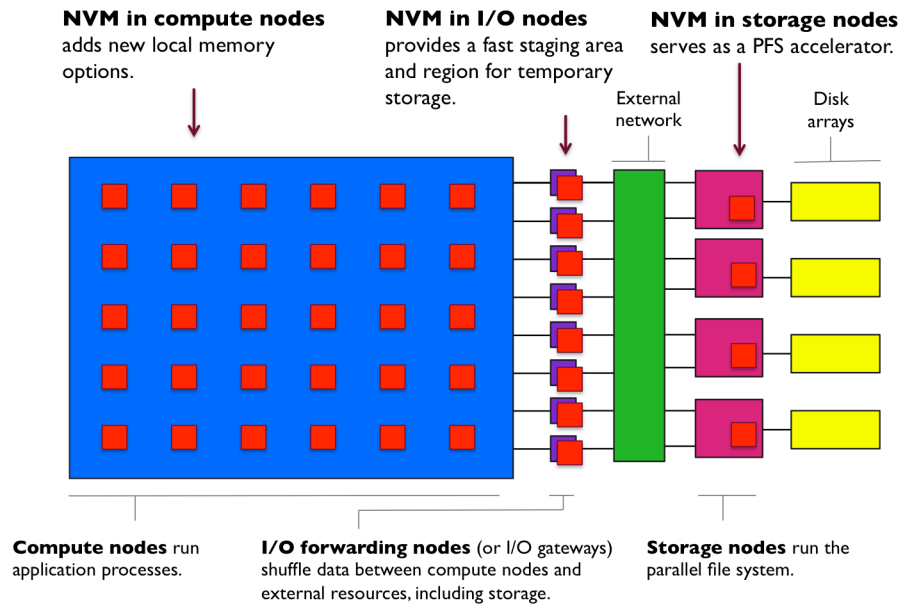 NVM in compute nodes
adds new local memory
options.
NVM in I/O nodes
provides a fast staging area
and region for temporary
storage.
NVM in storage nodes
serves as a PFS accelerator.
External
network
Disk
arrays
Compute nodes run
application processes.
I/O forwarding nodes (or I/O gateways)
shuffle data between compute nodes and
external resources, including storage.
Storage nodes run the
parallel file system.